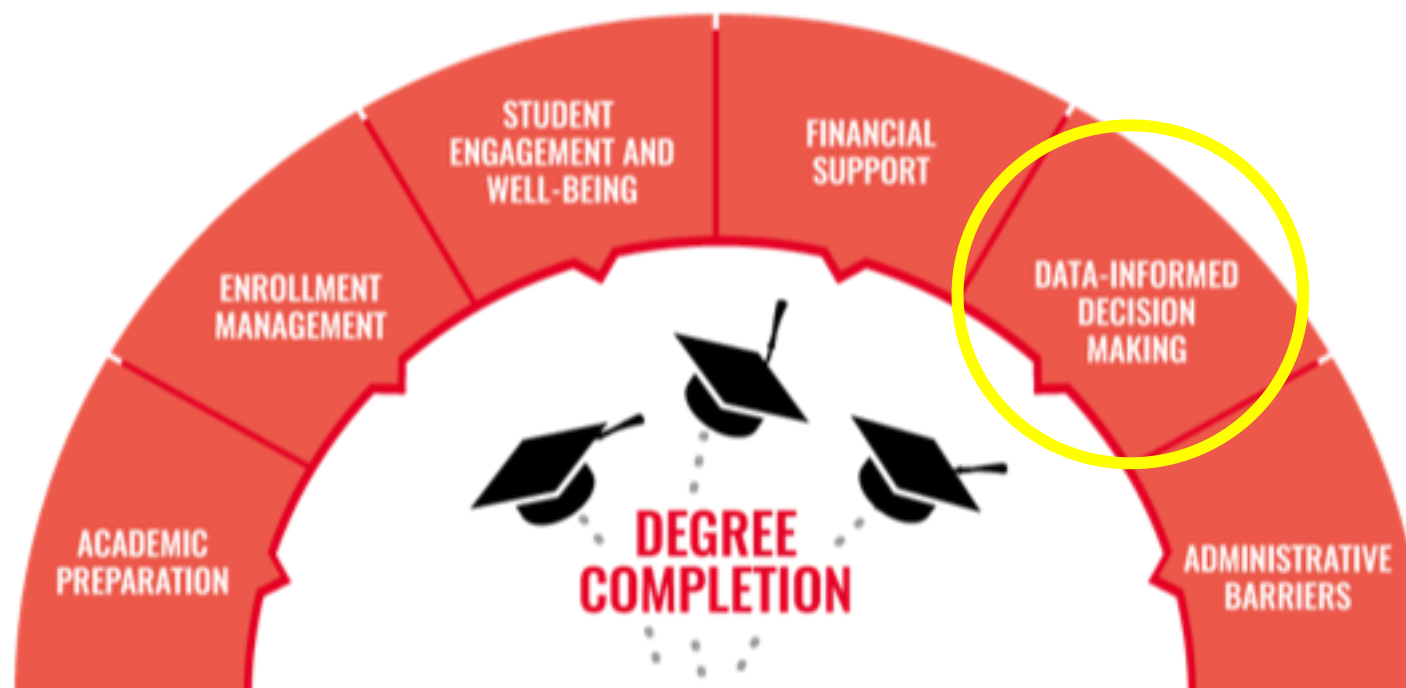 STUDENT
ENGAGEMENT AND
WELL-BEING
FINANCIAL
SUPPORT
ENROLLMENT
MANAGEMENT
DATA-INFORMED
DECISION
MAKING
ACADEMIC
PREPARATION
DEGREE
COMPLETION
ADMINISTRATIVE
BARRIERS